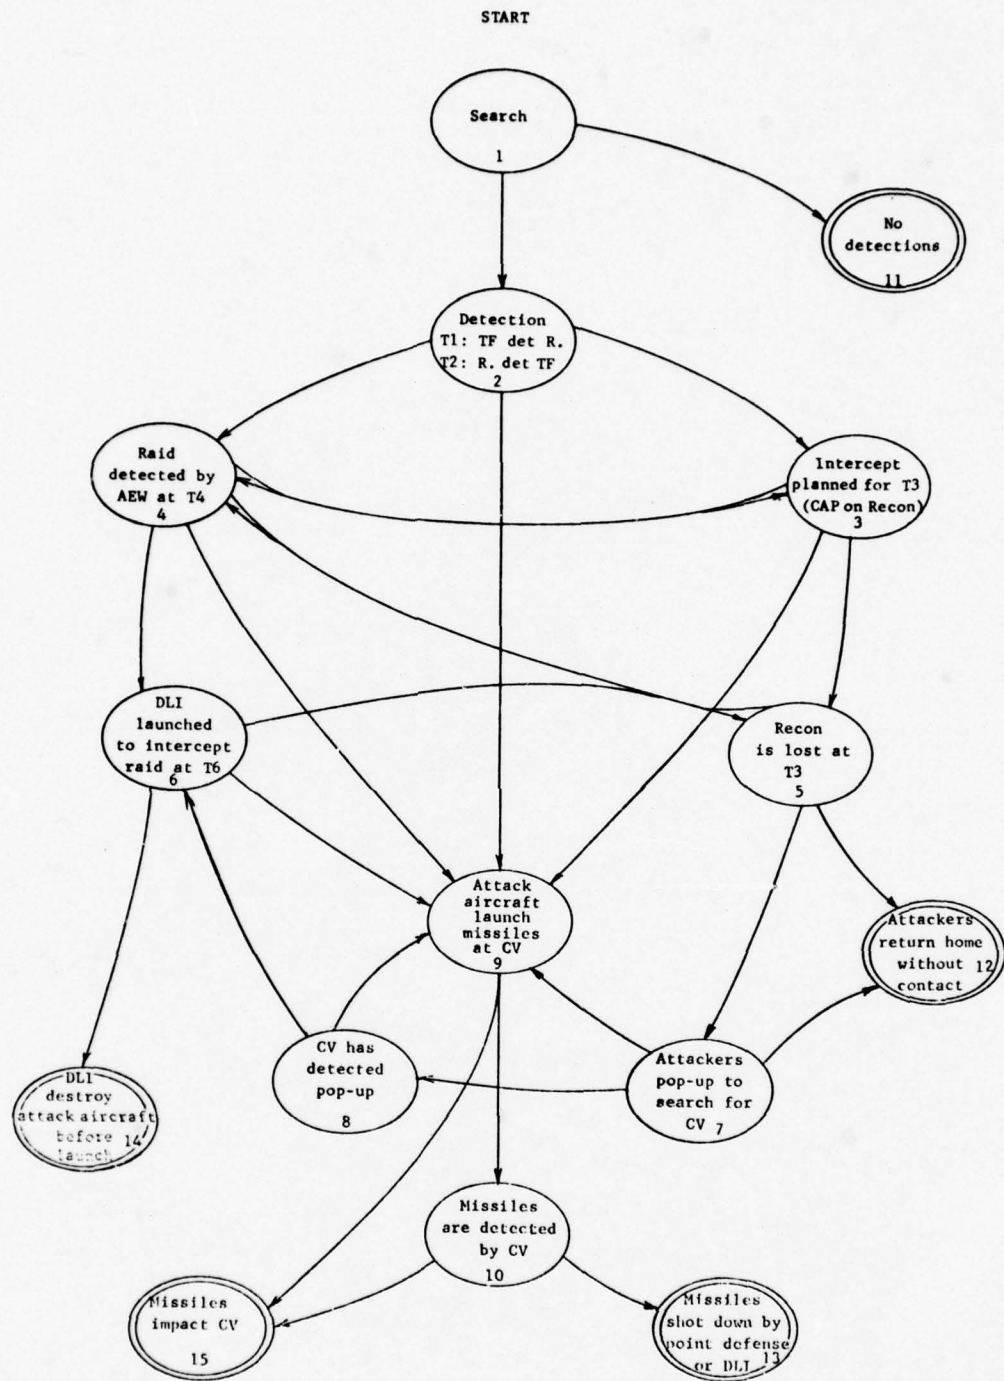 START
Search
1
No
detections
11
Detection
T1: TF det R.
T2: R. det TF
2
Raid
detected by
AEW at T4
4
Intercept
planned for T3
(CAP on Recon)
3
DLI
launched
to intercept
raid at T6
6
Recon
is lost at
T3
5
Attack
aircraft
launch
missiles
at CV
9
Attackers
return home
without 12
contact
CV has
detected
pop-up
8
Attackers
pop-up to
search for
CV 7
DLI
destroy
attack aircraft
before 14
launch
Missiles
are detected
by CV
10
Missiles
impact CV
15
Missiles
shot down by
point defense
or DLI 13